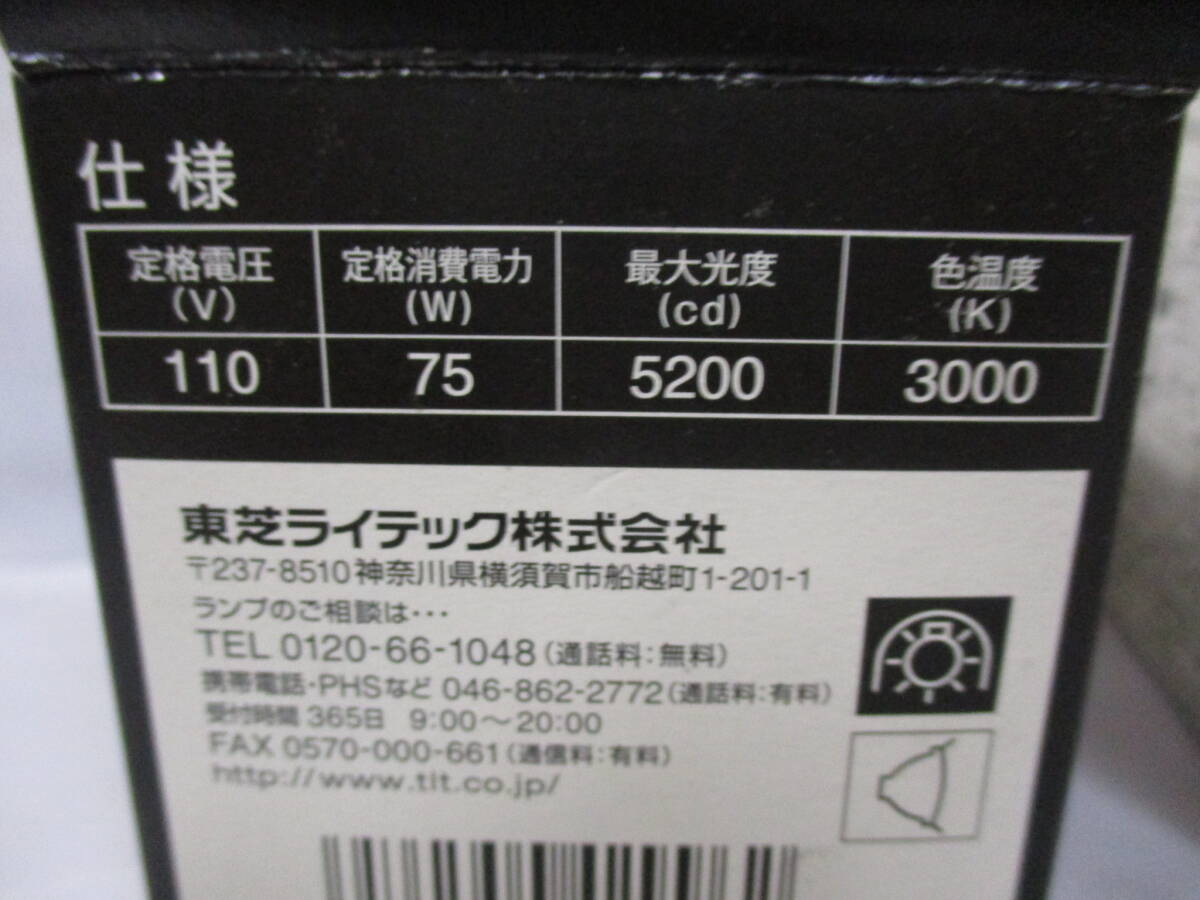 仕様
定格電圧 定格消費電力 最大光度 色温度
(V) (W) (cd) (K)
110 75 5200 3000
東芝ライテック株式会社
〒237-8510神奈川県横須賀市船越町1-201-1
ランプのご相談は…
TEL 0120-66-1048(通話料:無料)
携帯電話・PHSなど 046-862-2772(通話料:有料)
受付時間 365日 9:00〜20:00
FAX 0570-000-661(通信料:有料)
http://www.tlt.co.jp/